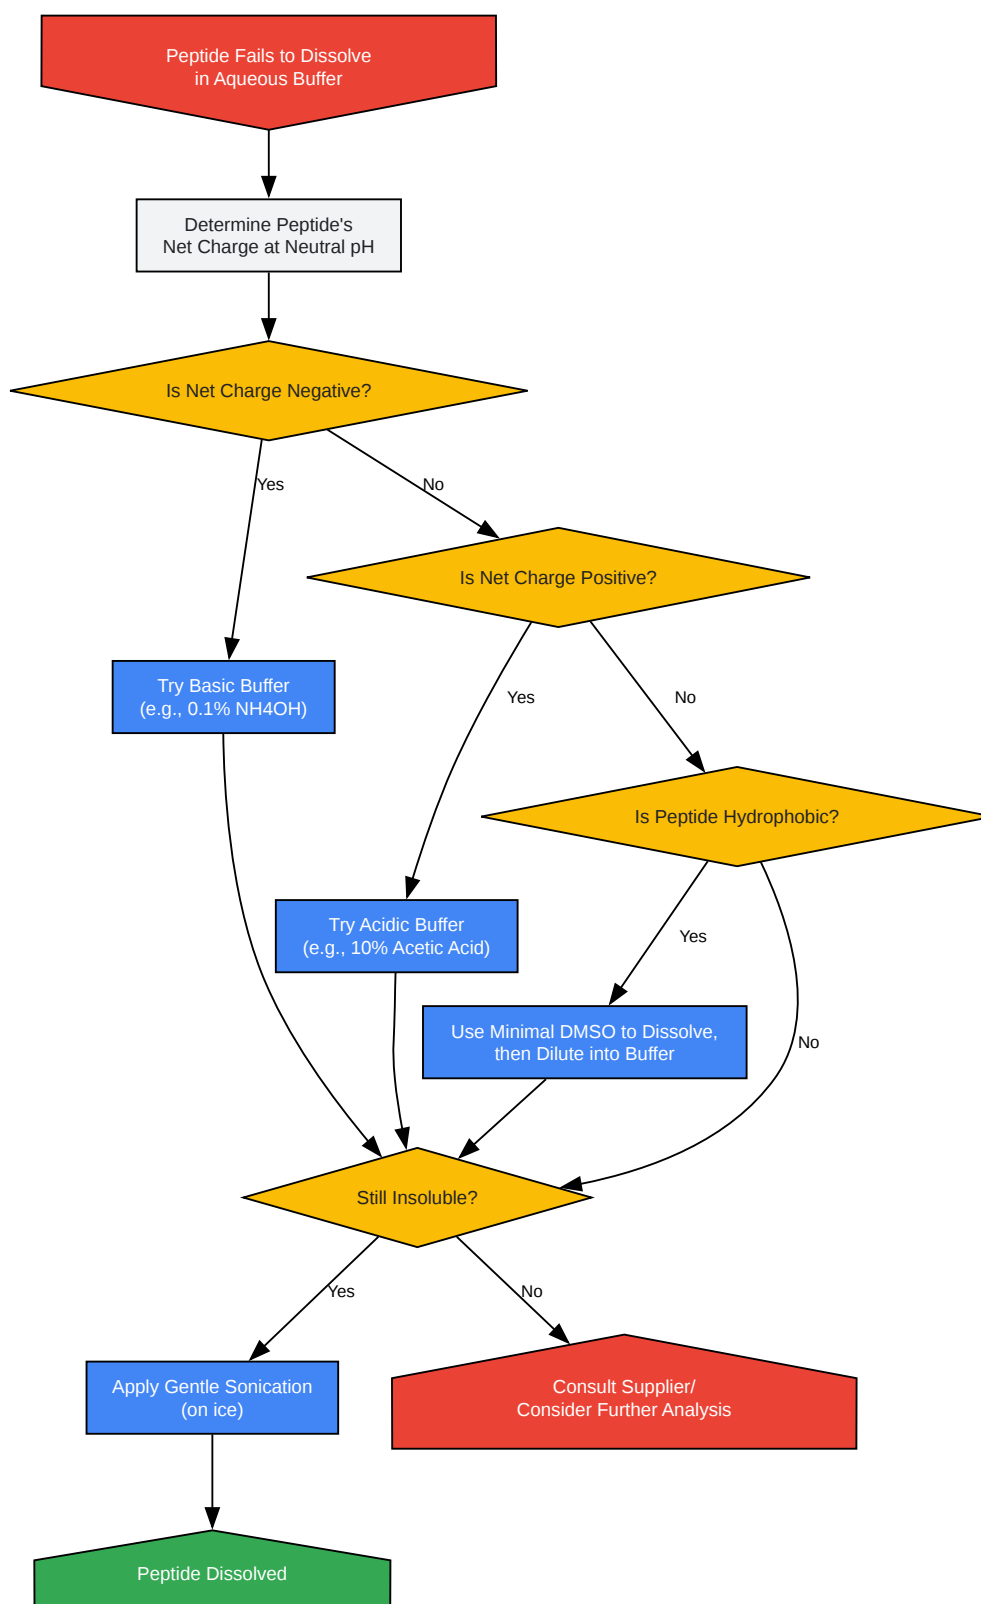 Peptide Fails to Dissolve
in Aqueous Buffer
Determine Peptide's
Net Charge at Neutral pH
Is Net Charge Negative?
Yes
No
Is Net Charge Positive?
Try Basic Buffer
(e.g., 0.1% NH4OH)
Yes
No
Is Peptide Hydrophobic?
Try Acidic Buffer
(e.g., 10% Acetic Acid)
Yes
Use Minimal DMSO to Dissolve,
then Dilute into Buffer
No
Still Insoluble?
Yes
No
Apply Gentle Sonication
(on ice)
Consult Supplier/
Consider Further Analysis
Peptide Dissolved